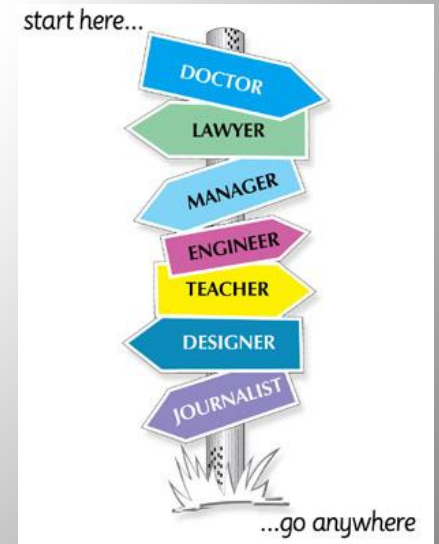 start here...
DOCTOR
LAWYER
MANAGER
ENGINEER
TEACHER
DESIGNER
JOURNALIST
...go anywhere